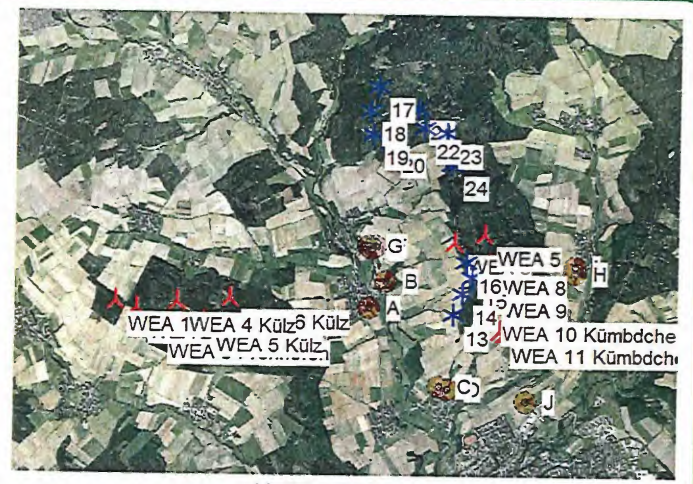 17
18
22 23
19
24
G
WEA 5
B
H
16 WEA 8
A
14 WEA 9
WEA 1 WEA 4 Külz 6 Külz
13 WEA 10 Kümbdche
WEA 5 Külz
WEA 11 Kümbdche
C
J